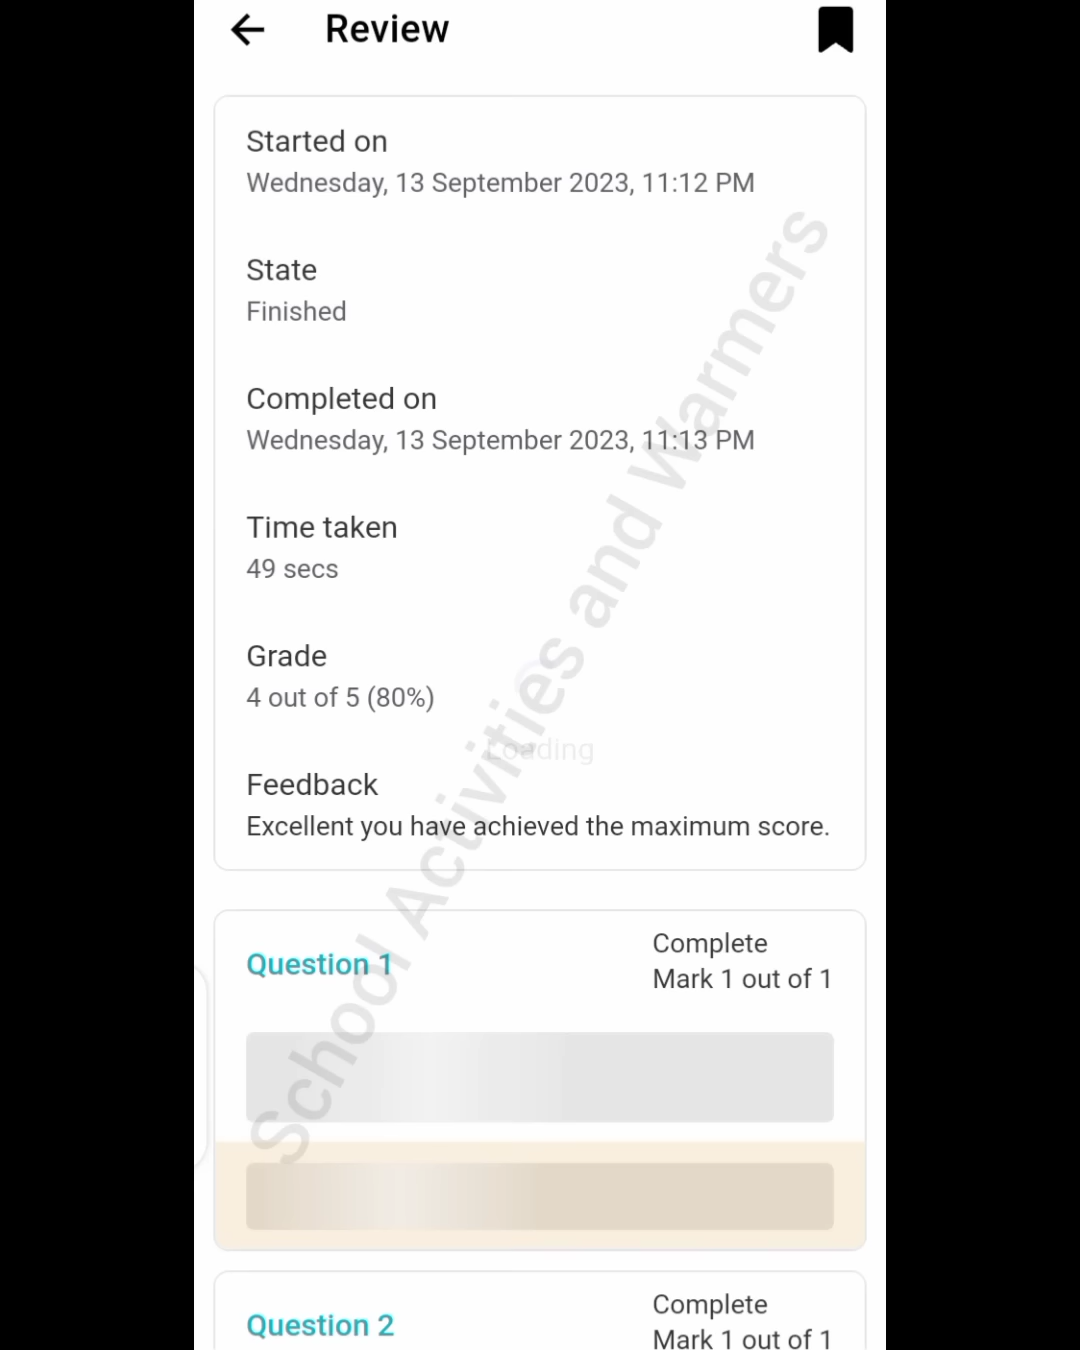 Review
Started on
Wednesday, 13 September 2023, 11:12 PM
State
Finished
Completed on
Wednesday, 13 September 2023, 11:13 PM
Time taken
49 secs
Grade
4 out of 5 (80%)
Loading
Feedback
Excellent you have achieved the maximum score.
School Activities and Warmers
Question 1
Complete
Mark 1 out of 1
Question 2
Complete
Mark 1 out of 1